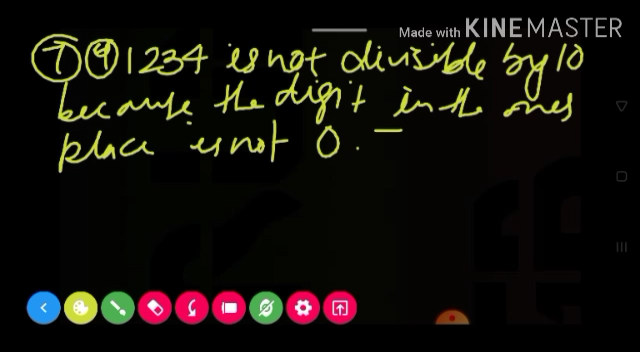 Made with KINEMASTER
(7) (4) 1234 is not divisible by 10
because the digit in the ones
place is not 0.